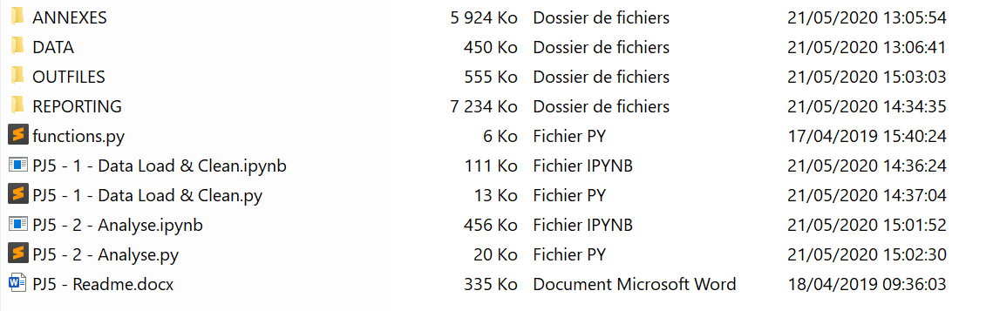 ANNEXES 5 924 Ko Dossier de fichiers 21/05/2020 13:05:54
DATA 450 Ko Dossier de fichiers 21/05/2020 13:06:41
OUTFILES 555 Ko Dossier de fichiers 21/05/2020 15:03:03
REPORTING 7 234 Ko Dossier de fichiers 21/05/2020 14:34:35
functions.py 6 Ko Fichier PY 17/04/2019 15:40:24
PJ5 - 1 - Data Load & Clean.ipynb 111 Ko Fichier IPYNB 21/05/2020 14:36:24
PJ5 - 1 - Data Load & Clean.py 13 Ko Fichier PY 21/05/2020 14:37:04
PJ5 - 2 - Analyse.ipynb 456 Ko Fichier IPYNB 21/05/2020 15:01:52
PJ5 - 2 - Analyse.py 20 Ko Fichier PY 21/05/2020 15:02:30
PJ5 - Readme.docx 335 Ko Document Microsoft Word 18/04/2019 09:36:03